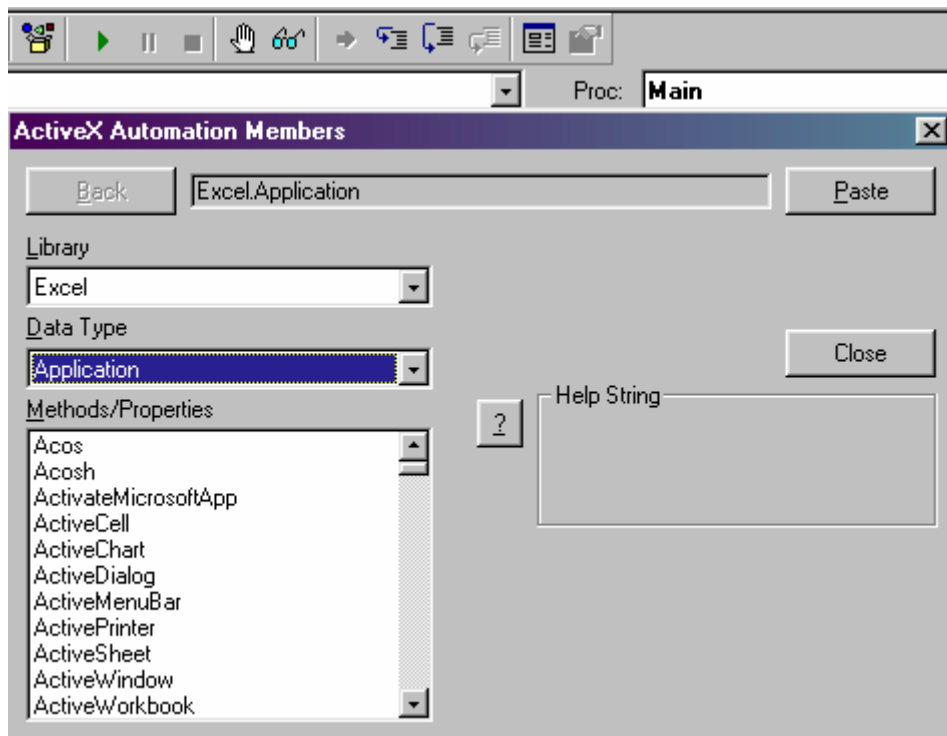 Proc: Main
ActiveX Automation Members
Back Excel.Application Paste
Library
Excel
Data Type
Application
Close
Methods/Properties
Help String
?
Acos
Acosh
ActivateMicrosoftApp
ActiveCell
ActiveChart
ActiveDialog
ActiveMenuBar
ActivePrinter
ActiveSheet
ActiveWindow
ActiveWorkbook